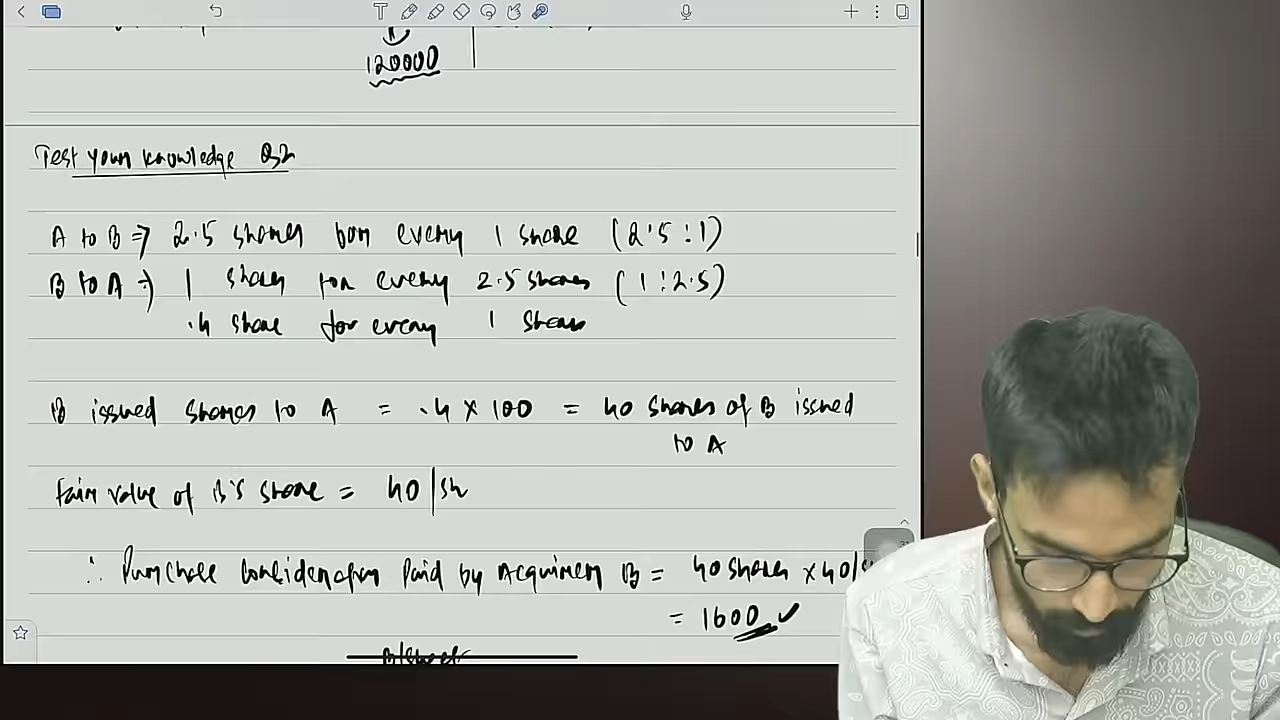 120000
Test your knowledge Q2
A to B => 2.5 shares for every 1 share (2.5 : 1)
B to A => 1 share for every 2.5 shares (1 : 2.5)
.4 share for every 1 share
B issued shares to A = .4 x 100 = 40 shares of B issued
to A
Fair value of B's share = 40/sh
∴ Purchase Consideration Paid by Acquirer B = 40 shares x 40/
= 1600 ✓